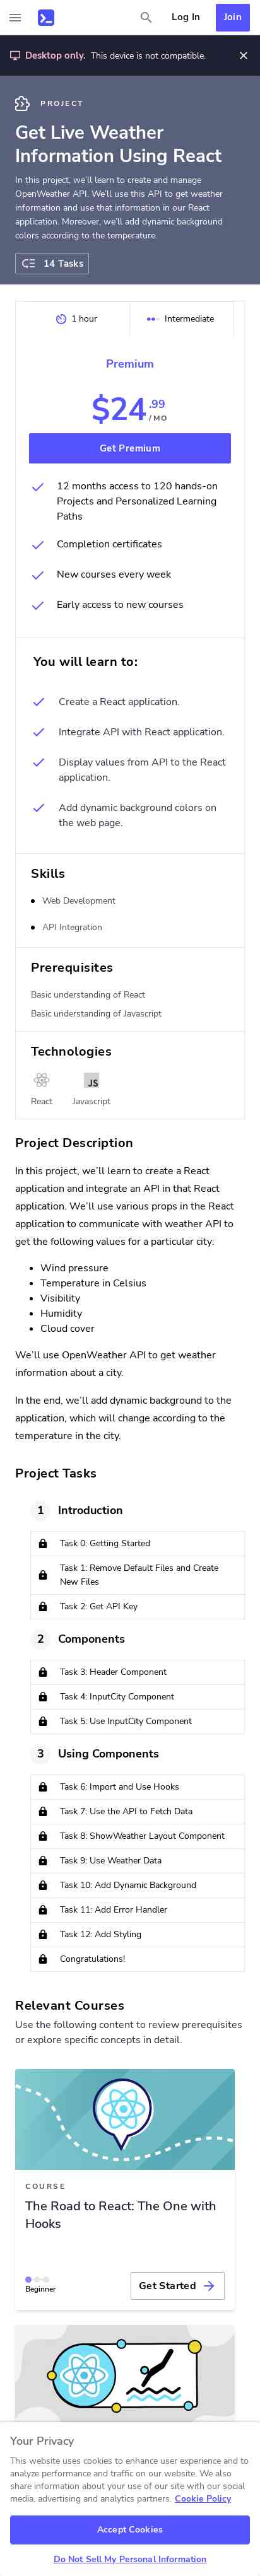 Log In
Join
Desktop only. This device is not compatible.
PROJECT
Get Live Weather
Information Using React
In this project, we’ll learn to create and manage
OpenWeather API. We’ll use this API to get weather
information and use that information in our React
application. Moreover, we’ll add dynamic background
colors according to the temperature.
14 Tasks
1 hour
Intermediate
Premium
$24 .99
/ MO
Get Premium
12 months access to 120 hands-on
Projects and Personalized Learning
Paths
Completion certificates
New courses every week
Early access to new courses
You will learn to:
Create a React application.
Integrate API with React application.
Display values from API to the React
application.
Add dynamic background colors on
the web page.
Skills
Web Development
API Integration
Prerequisites
Basic understanding of React
Basic understanding of Javascript
Technologies
JS
React
Javascript
Project Description
In this project, we’ll learn to create a React
application and integrate an API in that React
application. We’ll use various props in the React
application to communicate with weather API to
get the following values for a particular city:
• Wind pressure
• Temperature in Celsius
• Visibility
• Humidity
• Cloud cover
We’ll use OpenWeather API to get weather
information about a city.
In the end, we’ll add dynamic background to the
application, which will change according to the
temperature in the city.
Project Tasks
1 Introduction
Task 0: Getting Started
Task 1: Remove Default Files and Create
New Files
Task 2: Get API Key
2 Components
Task 3: Header Component
Task 4: InputCity Component
Task 5: Use InputCity Component
3 Using Components
Task 6: Import and Use Hooks
Task 7: Use the API to Fetch Data
Task 8: ShowWeather Layout Component
Task 9: Use Weather Data
Task 10: Add Dynamic Background
Task 11: Add Error Handler
Task 12: Add Styling
Congratulations!
Relevant Courses
Use the following content to review prerequisites
or explore specific concepts in detail.
COURSE
The Road to React: The One with
Hooks
Beginner
Get Started
Your Privacy
This website uses cookies to enhance user experience and to
analyze performance and traffic on our website. We also
share information about your use of our site with our social
media, advertising and analytics partners. Cookie Policy
Accept Cookies
Do Not Sell My Personal Information